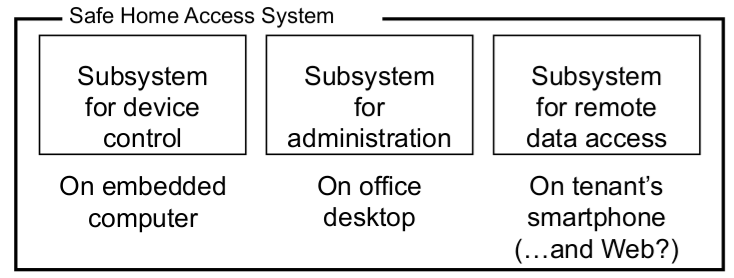 Safe Home Access System
Subsystem
for device
control
Subsystem
for
administration
Subsystem
for remote
data access
On embedded
computer
On office
desktop
On tenant’s
smartphone
(…and Web?)